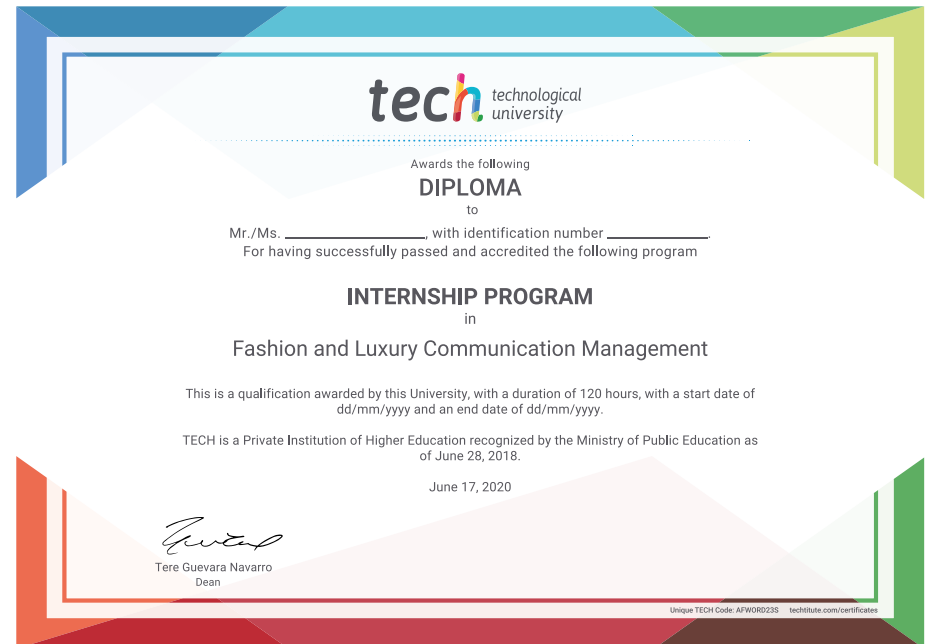 tech technological
university
Awards the following
DIPLOMA
to
Mr./Ms. ____________________, with identification number ______________.
For having successfully passed and accredited the following program
INTERNSHIP PROGRAM
in
Fashion and Luxury Communication Management
This is a qualification awarded by this University, with a duration of 120 hours, with a start date of
dd/mm/yyyy and an end date of dd/mm/yyyy.
TECH is a Private Institution of Higher Education recognized by the Ministry of Public Education as
of June 28, 2018.
June 17, 2020
Tere Guevara Navarro
Dean
Unique TECH Code: AFWORD23S techtitute.com/certificates